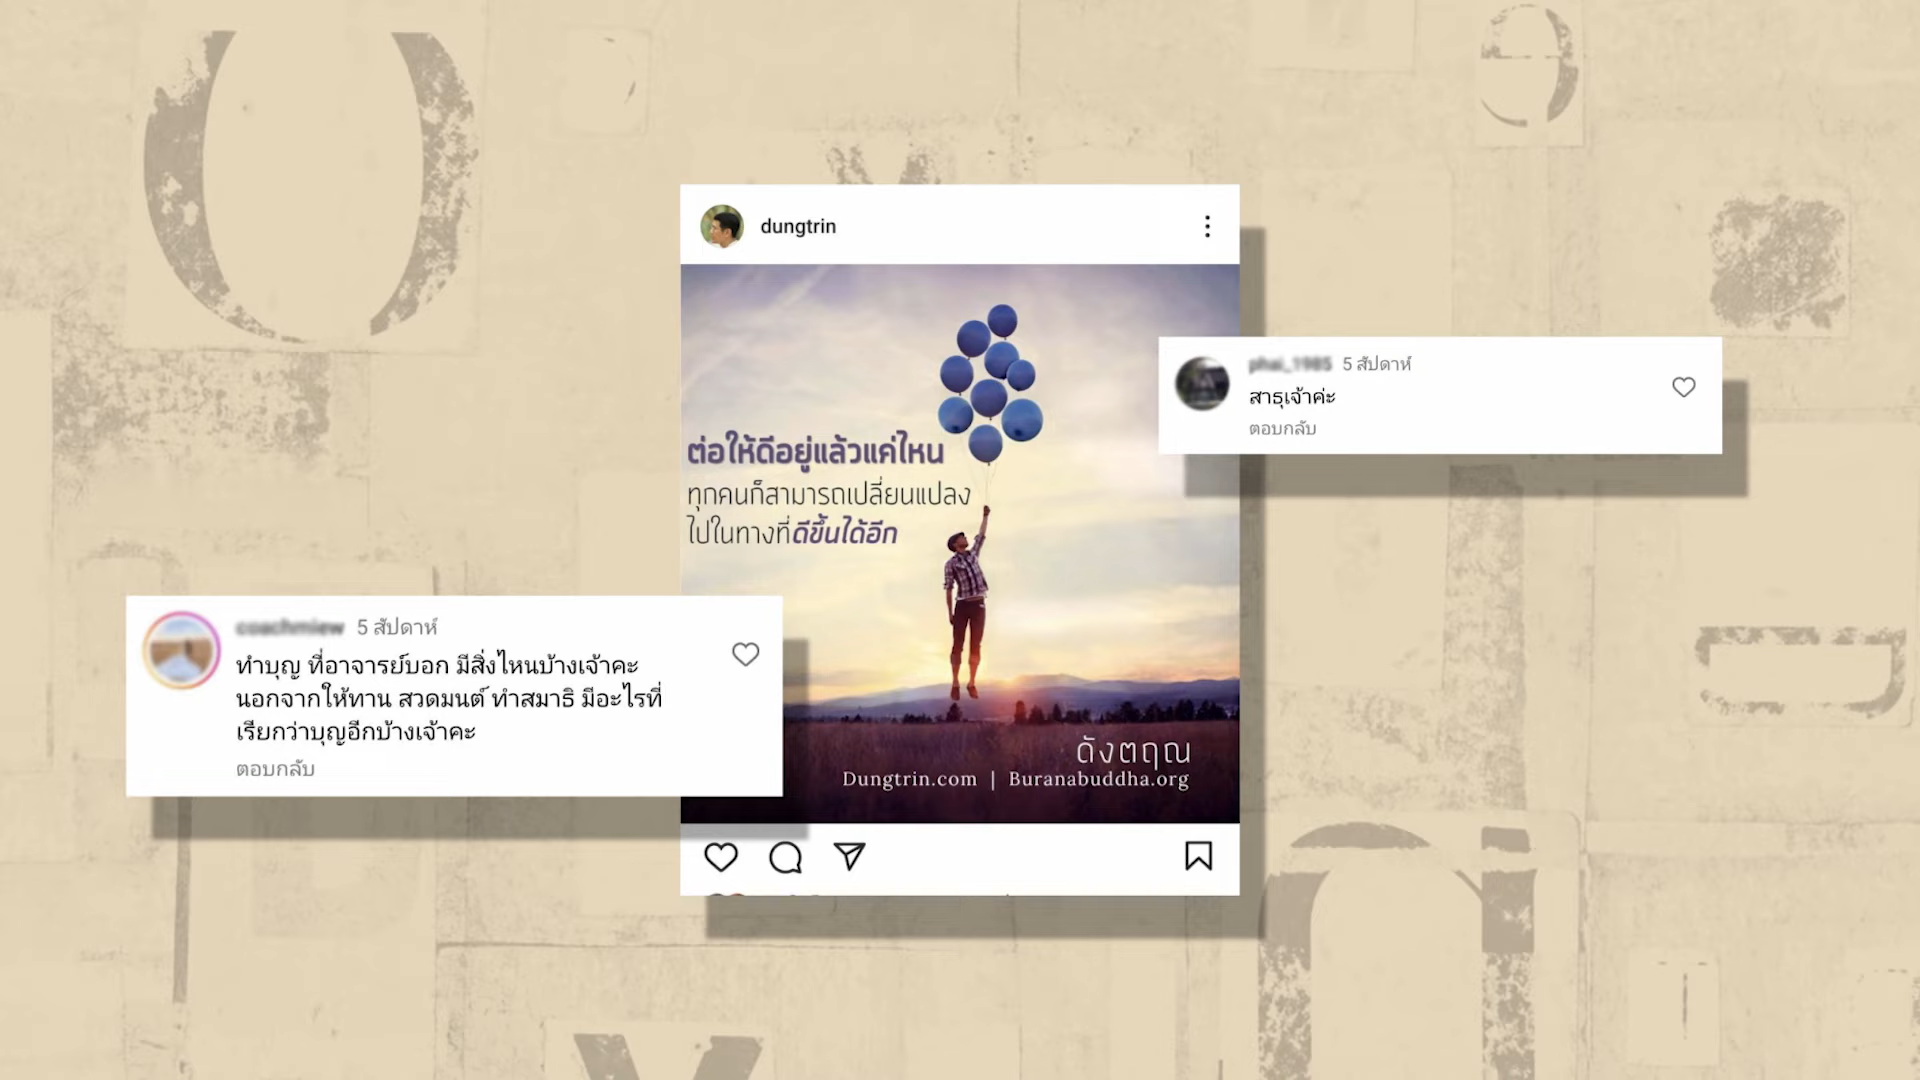 dungtrin
ต่อให้ดีอยู่แล้วแค่ไหน
ทุกคนก็สามารถเปลี่ยนแปลง
ไปในทางที่ดีขึ้นได้อีก
ดังตฤณ
Dungtrin.com | Buranabuddha.org
phai_1985 5 สัปดาห์
สาธุเจ้าค่ะ
ตอบกลับ
coachmiew 5 สัปดาห์
ทำบุญ ที่อาจารย์บอก มีสิ่งไหนบ้างเจ้าคะ
นอกจากให้ทาน สวดมนต์ ทำสมาธิ มีอะไรที่
เรียกว่าบุญอีกบ้างเจ้าคะ
ตอบกลับ